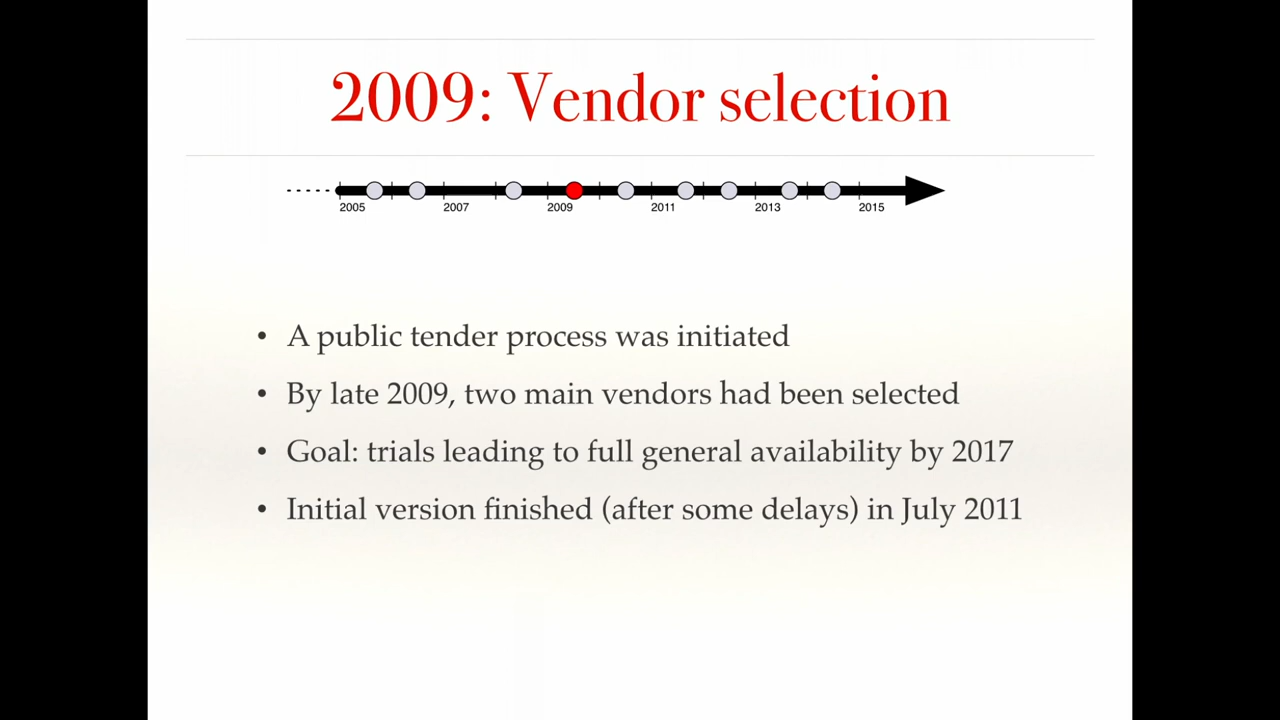 2009: Vendor selection
2005 2007 2009 2011 2013 2015
• A public tender process was initiated
• By late 2009, two main vendors had been selected
• Goal: trials leading to full general availability by 2017
• Initial version finished (after some delays) in July 2011